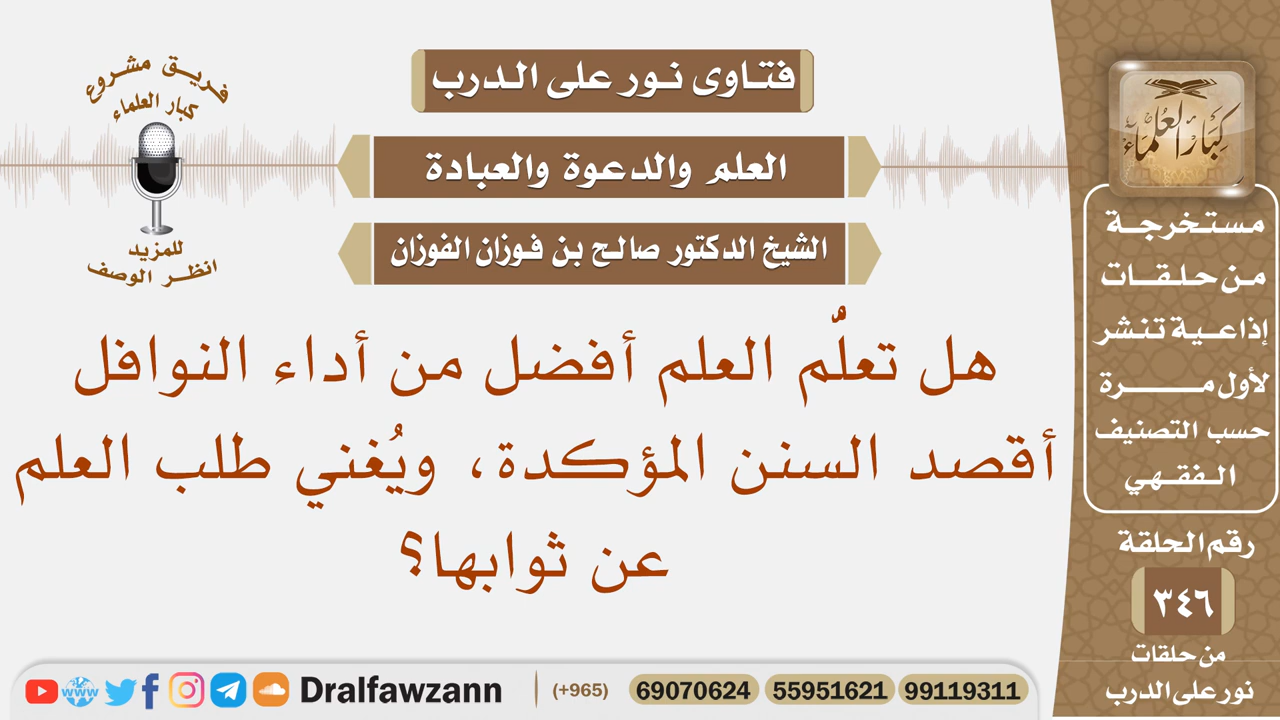 فتاوى نور على الدرب
العلم والدعوة والعبادة
الشيخ الدكتور صالح بن فوزان الفوزان
هل تعلُّم العلم أفضل من أداء النوافل
أقصد السنن المؤكدة، ويُغني طلب العلم
عن ثوابها؟
فريق مشروع
كبار العلماء
للمزيد
انظر الوصف
كبار العلماء
مستخرجة
من حلقات
إذاعية تنشر
لأول مرة
حسب التصنيف
الفقهي
رقم الحلقة
٣٤٦
من حلقات
نور على الدرب
www Dralfawzann (+965) 69070624 55951621 99119311